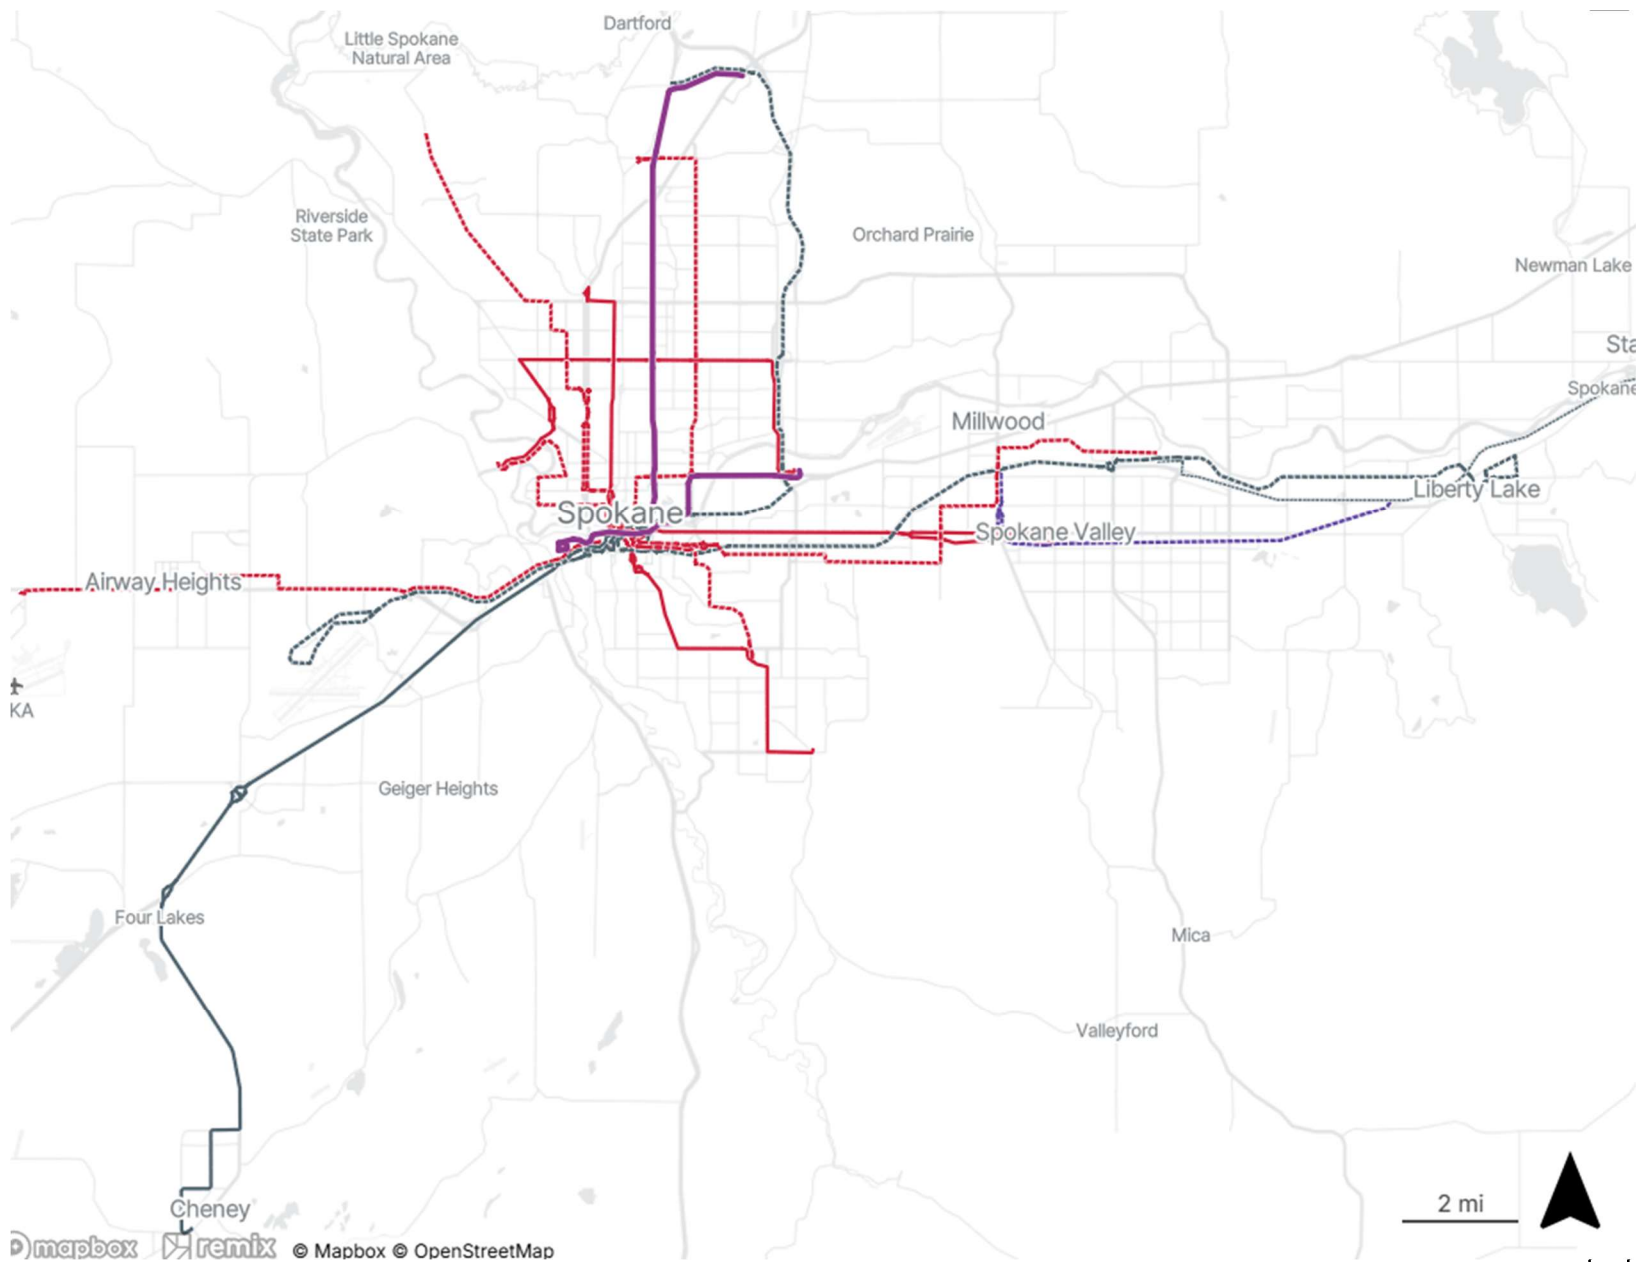 Dartford
Little Spokane
Natural Area
Riverside
State Park
Orchard Prairie
Newman Lake
Sta
Spokane
Millwood
Liberty Lake
Spokane
Spokane Valley
Airway Heights
KA
Geiger Heights
Four Lakes
Mica
Valleyford
2 mi
Cheney
mapbox remix © Mapbox © OpenStreetMap